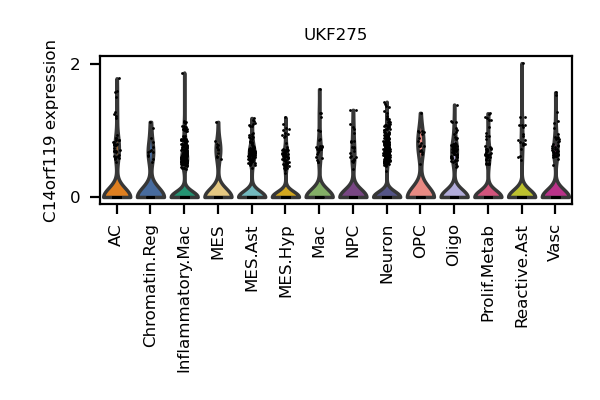 UKF275
C14orf119 expression
2
0
AC
Chromatin.Reg
Inflammatory.Mac
MES
MES.Ast
MES.Hyp
Mac
NPC
Neuron
OPC
Oligo
Prolif.Metab
Reactive.Ast
Vasc